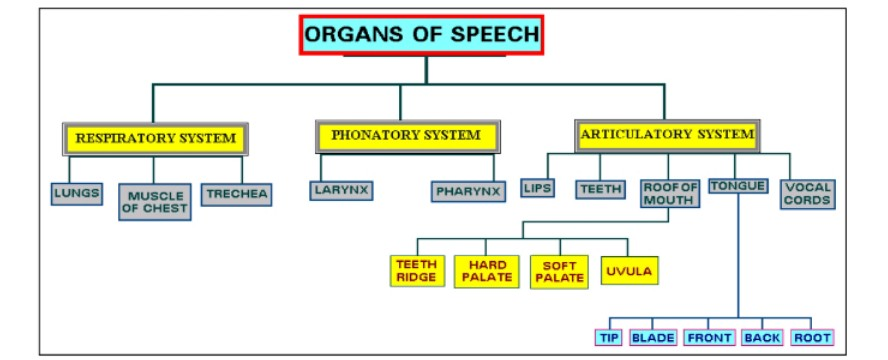 ORGANS OF SPEECH
RESPIRATORY SYSTEM
PHONATORY SYSTEM
ARTICULATORY SYSTEM
LUNGS
MUSCLE
OF CHEST
TRECHEA
LARYNX
PHARYNX
LIPS
TEETH
ROOF OF
MOUTH
TONGUE
VOCAL
CORDS
TEETH
RIDGE
HARD
PALATE
SOFT
PALATE
UVULA
TIP
BLADE
FRONT
BACK
ROOT